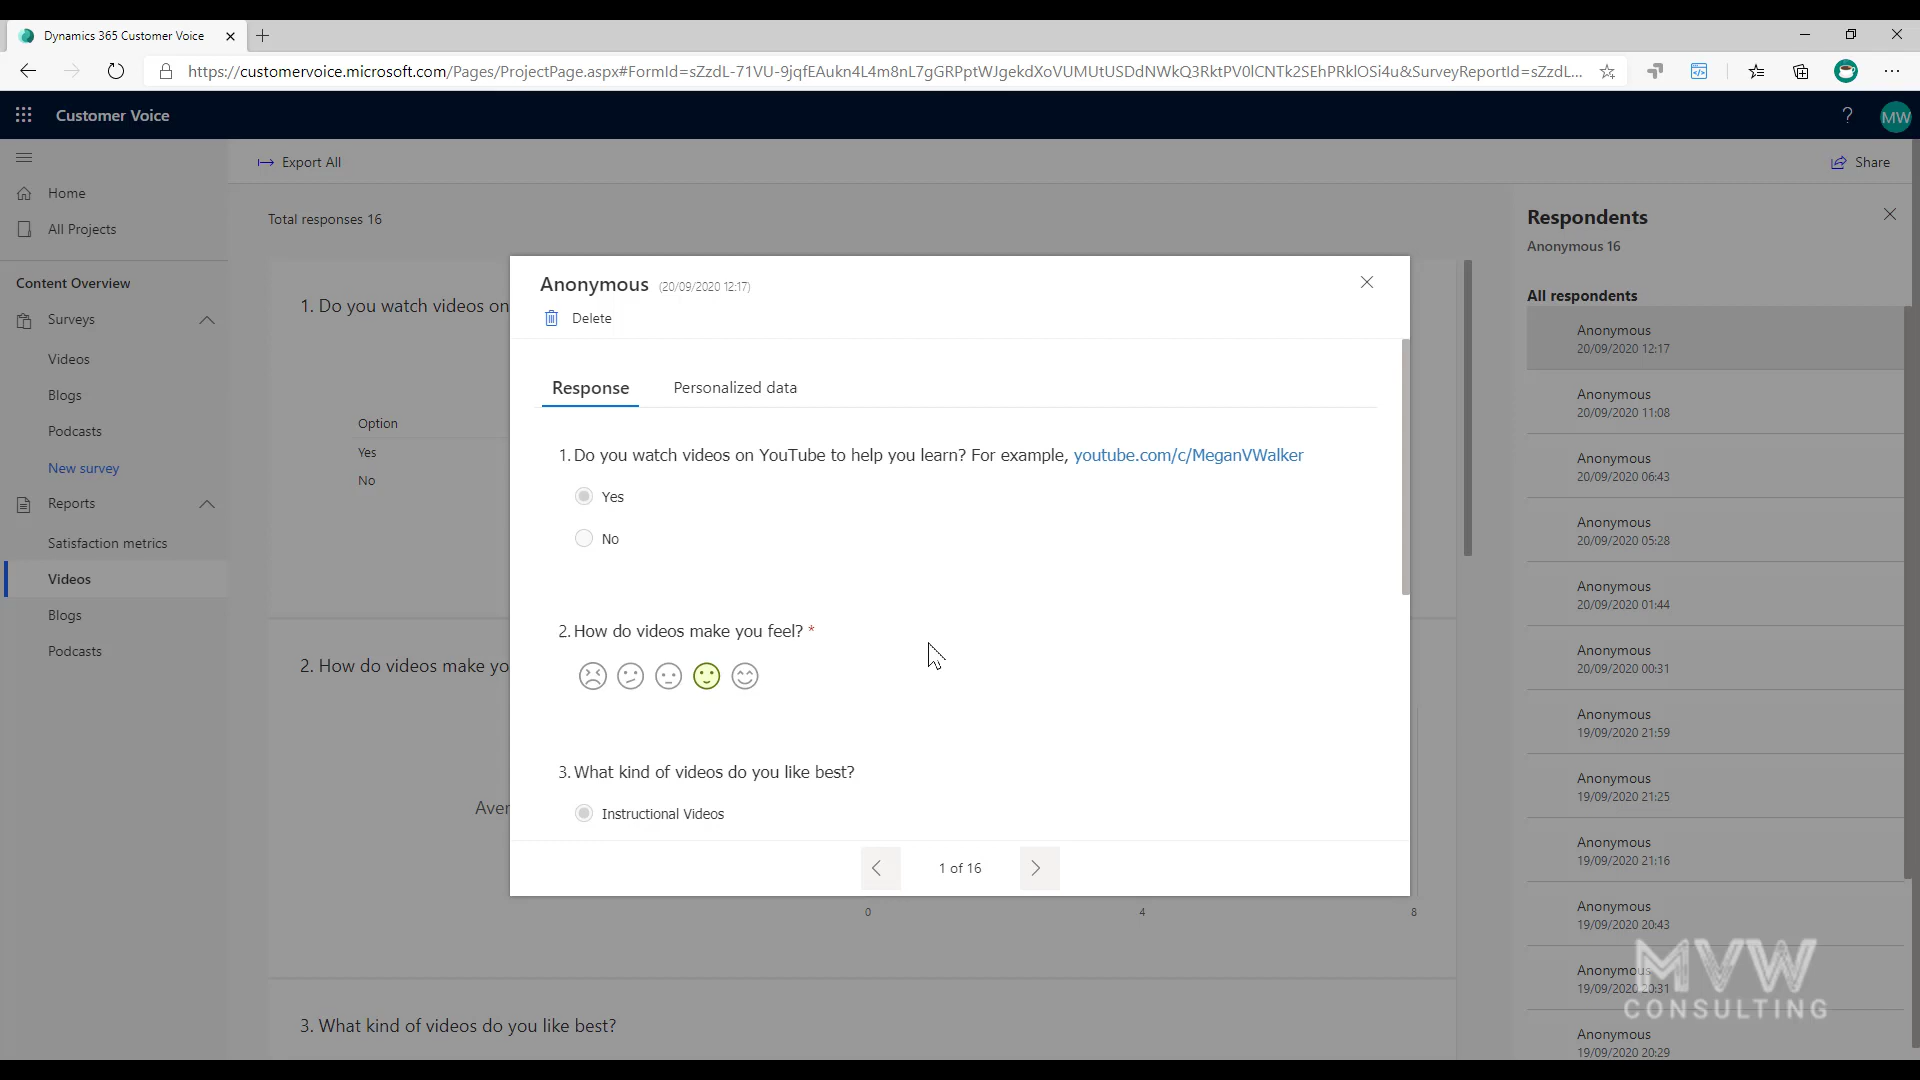 Dynamics 365 Customer Voice
https://customervoice.microsoft.com/Pages/ProjectPage.aspx#FormId=sZzdL-71VU-9jqfEAukn4L4m8nL7gGRPptWJgekdXoVUMUtUSDdNWkQ3RktPV0lCNTk2SEhPRklOSi4u&SurveyReportId=sZzdL...
Customer Voice
?
MW
Export All
Share
Home
All Projects
Content Overview
Surveys
Videos
Blogs
Podcasts
New survey
Reports
Satisfaction metrics
Videos
Blogs
Podcasts
Total responses 16
1. Do you watch videos on
Option
Yes
No
2. How do videos make yo
Aver
0 4 8
3. What kind of videos do you like best?
Anonymous (20/09/2020 12:17)
Delete
Response Personalized data
1. Do you watch videos on YouTube to help you learn? For example, youtube.com/c/MeganVWalker
Yes
No
2. How do videos make you feel? *
3. What kind of videos do you like best?
Instructional Videos
1 of 16
Respondents
Anonymous 16
All respondents
Anonymous
20/09/2020 12:17
Anonymous
20/09/2020 11:08
Anonymous
20/09/2020 06:43
Anonymous
20/09/2020 05:28
Anonymous
20/09/2020 01:44
Anonymous
20/09/2020 00:31
Anonymous
19/09/2020 21:59
Anonymous
19/09/2020 21:25
Anonymous
19/09/2020 21:16
Anonymous
19/09/2020 20:43
Anonymous
19/09/2020 20:31
Anonymous
19/09/2020 20:29
MVW
CONSULTING